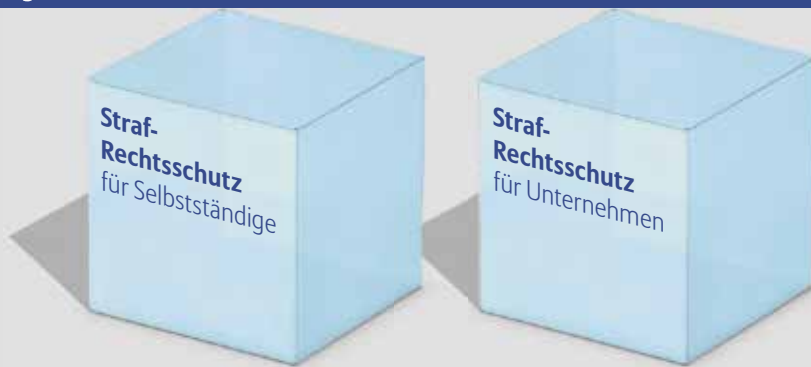 Straf-
Rechtsschutz
für Selbstständige
Straf-
Rechtsschutz
für Unternehmen